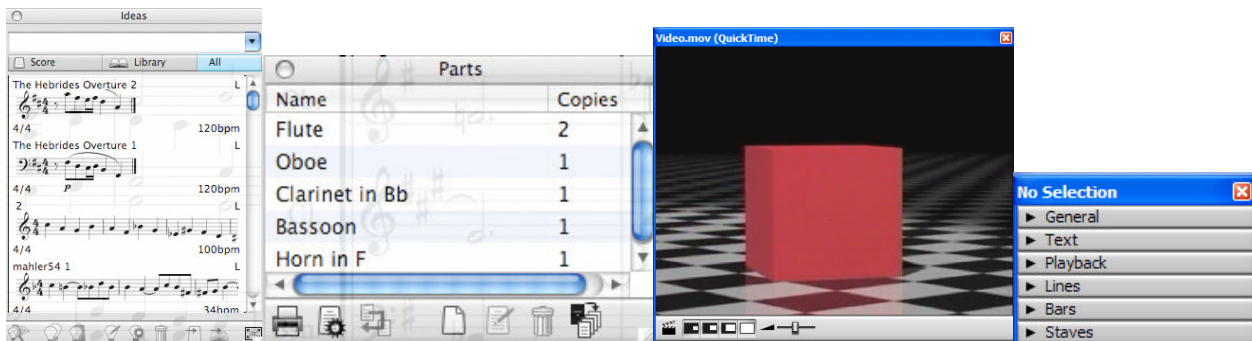 Ideas
Score Library All
The Hebrides Overture 2 L
4/4 120bpm
The Hebrides Overture 1 L
p
4/4 120bpm
2 L
4/4 100bpm
mahler54 1 L
4/4 34bpm
Parts
Name Copies
Flute 2
Oboe 1
Clarinet in Bb 1
Bassoon 1
Horn in F 1
Video.mov (QuickTime)
No Selection
General
Text
Playback
Lines
Bars
Staves